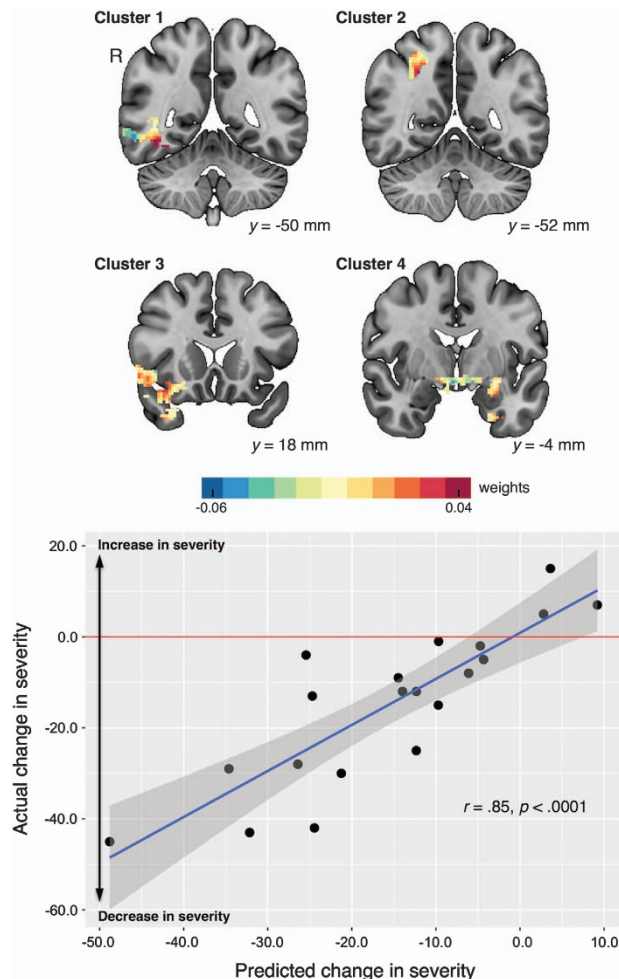 Cluster 1
Cluster 2
R
y = -50 mm
y = -52 mm
Cluster 3
Cluster 4
y = 18 mm
y = -4 mm
weights
-0.06
0.04
20.0
Increase in severity
0.0
-20.0
-40.0
-60.0
Actual change in severity
r = .85, p < .0001
Decrease in severity
-50.0
-40.0
-30.0
-20.0
-10.0
0.0
10.0
Predicted change in severity